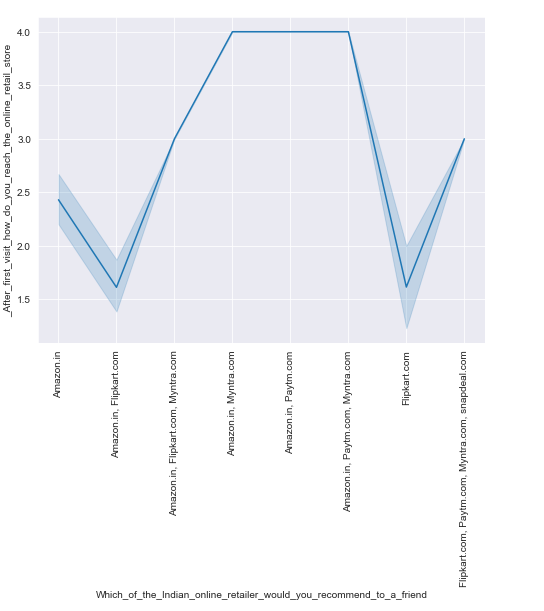 _After_first_visit_how_do_you_reach_the_online_retail_store
4.0
3.5
3.0
2.5
2.0
1.5
Amazon.in
Amazon.in, Flipkart.com
Amazon.in, Flipkart.com, Myntra.com
Amazon.in, Myntra.com
Amazon.in, Paytm.com
Amazon.in, Paytm.com, Myntra.com
Flipkart.com
Flipkart.com, Paytm.com, Myntra.com, snapdeal.com
Which_of_the_Indian_online_retailer_would_you_recommend_to_a_friend